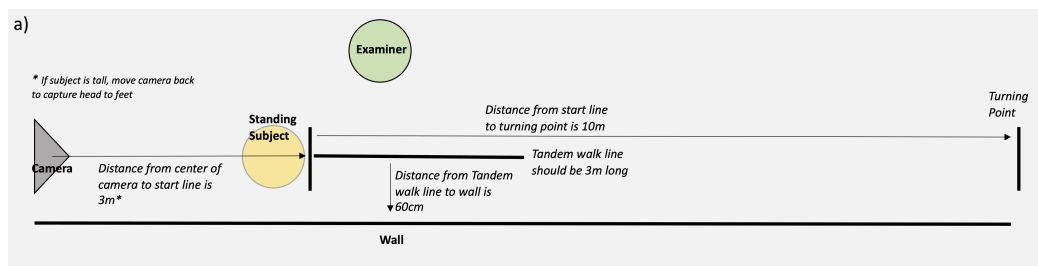 a)
Examiner
* If subject is tall, move camera back
to capture head to feet
Standing
Subject
Distance from start line
to turning point is 10m
Turning
Point
Camera
Distance from center of
camera to start line is
3m*
Tandem walk line
should be 3m long
Distance from Tandem
walk line to wall is
60cm
Wall